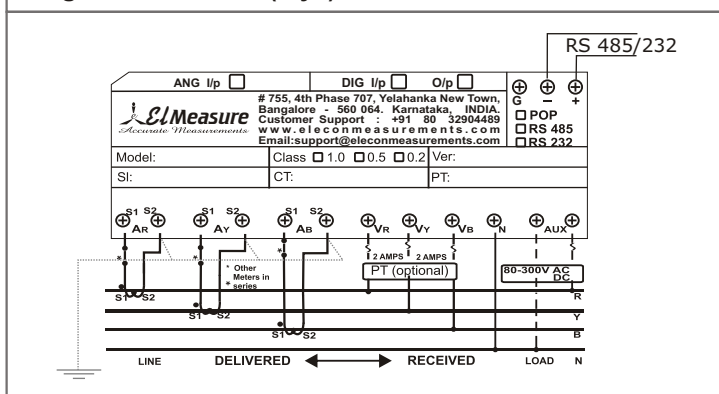 RS 485/232
ANG I/p DIG I/p O/p
G - +
POP
RS 485
RS 232
ElMeasure
Accurate Measurements
# 755, 4th Phase 707, Yelahanka New Town,
Bangalore - 560 064. Karnataka, INDIA.
Customer Support : +91 80 32904489
www.eleconmeasurements.com
Email:support@eleconmeasurements.com
Model: Class 1.0 0.5 0.2 Ver:
SI: CT: PT:
S1 S2 S1 S2 S1 S2
AR AY AB VR VY VB N AUX
2 AMPS 2 AMPS
* Other
Meters in
* series
PT (optional)
80-300V AC
DC
S1 S2 R
S1 S2 Y
S1 S2 B
LINE DELIVERED RECEIVED LOAD N